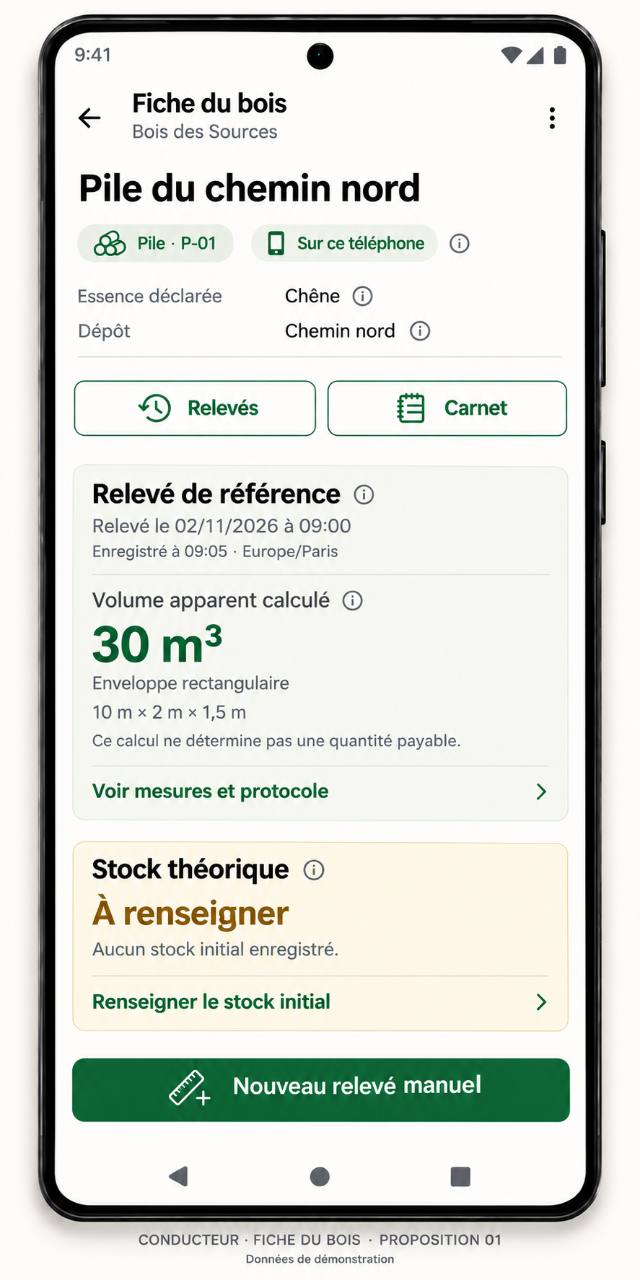 9:41
Fiche du bois
Bois des Sources
Pile du chemin nord
Pile · P-01 Sur ce téléphone
Essence déclarée Chêne
Dépôt Chemin nord
Relevés Carnet
Relevé de référence
Relevé le 02/11/2026 à 09:00
Enregistré à 09:05 · Europe/Paris
Volume apparent calculé
30 m³
Enveloppe rectangulaire
10 m × 2 m × 1,5 m
Ce calcul ne détermine pas une quantité payable.
Voir mesures et protocole
Stock théorique
À renseigner
Aucun stock initial enregistré.
Renseigner le stock initial
Nouveau relevé manuel
CONDUCTEUR · FICHE DU BOIS · PROPOSITION 01
Données de démonstration